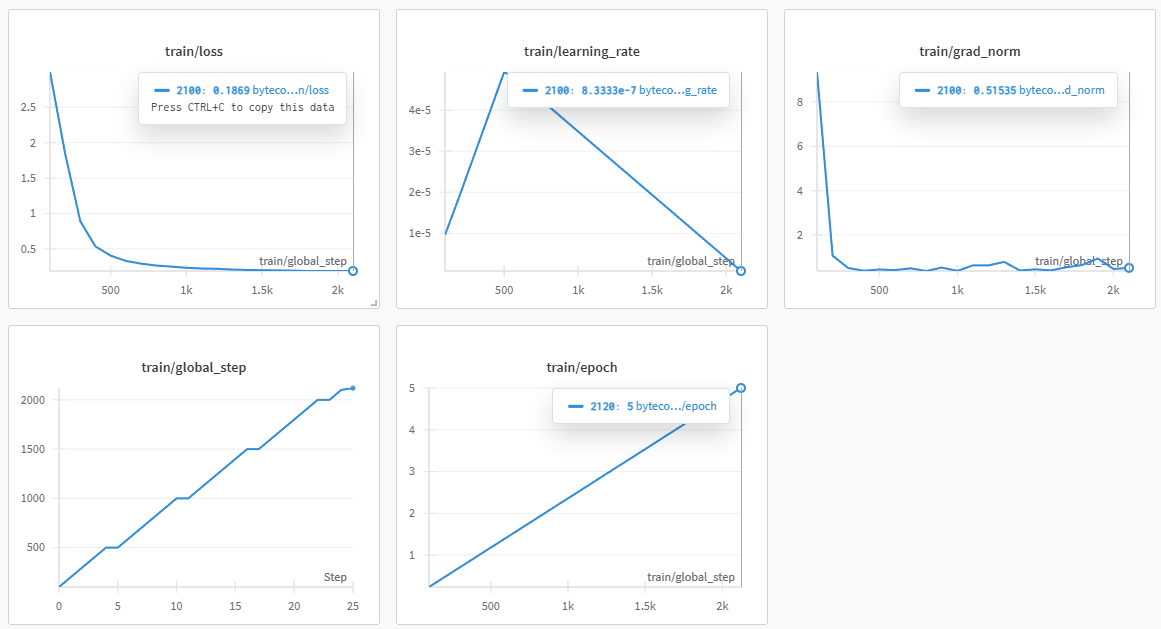 train/loss
2100: 0.1869 byteco...n/loss
Press CTRL+C to copy this data
2.5
2
1.5
1
0.5
train/global_step
500
1k
1.5k
2k
train/learning_rate
2100: 8.3333e-7 byteco...g_rate
4e-5
3e-5
2e-5
1e-5
train/global_step
500
1k
1.5k
2k
train/grad_norm
2100: 0.51535 byteco...d_norm
8
6
4
2
train/global_step
500
1k
1.5k
2k
train/global_step
2000
1500
1000
500
Step
0
5
10
15
20
25
train/epoch
2120: 5 byteco.../epoch
5
4
3
2
1
train/global_step
500
1k
1.5k
2k